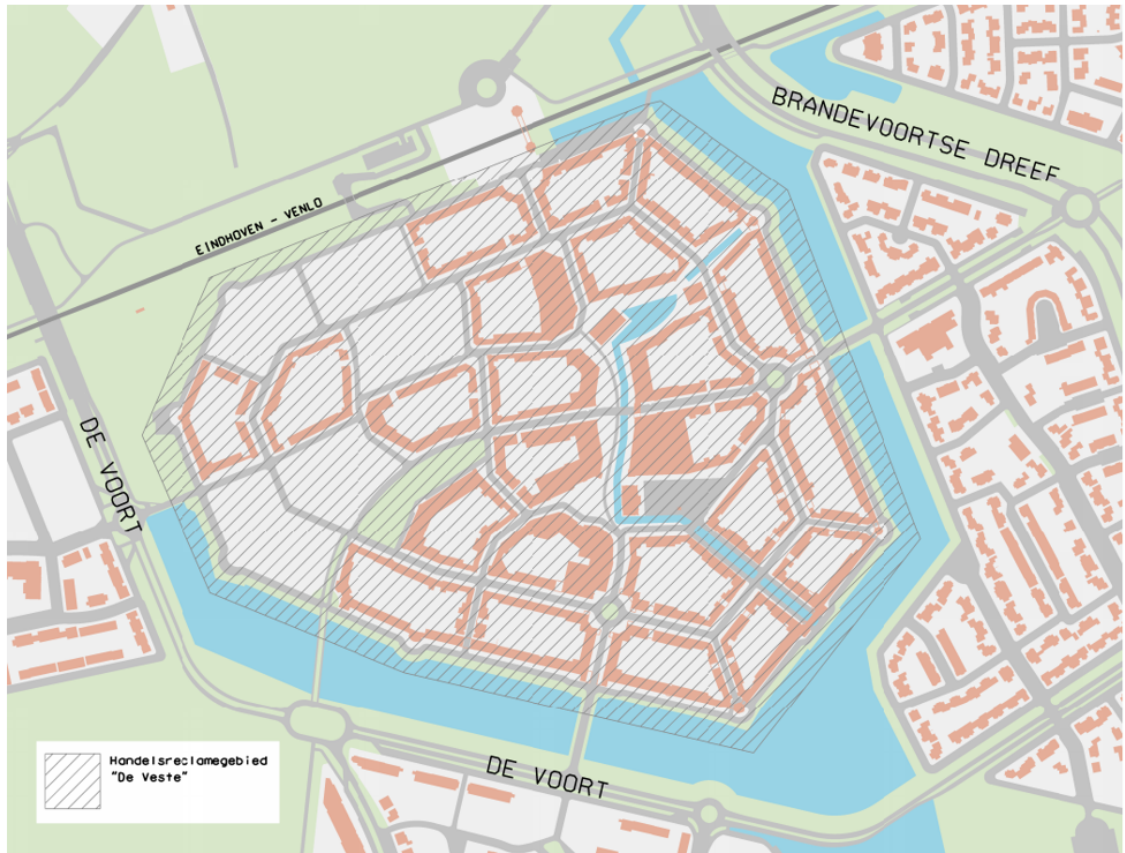 BRANDEVOORTSE DREEF
EINDHOVEN - VENLO
DE VOORT
DE VOORT
Handelsreclamegebied
"De Veste"